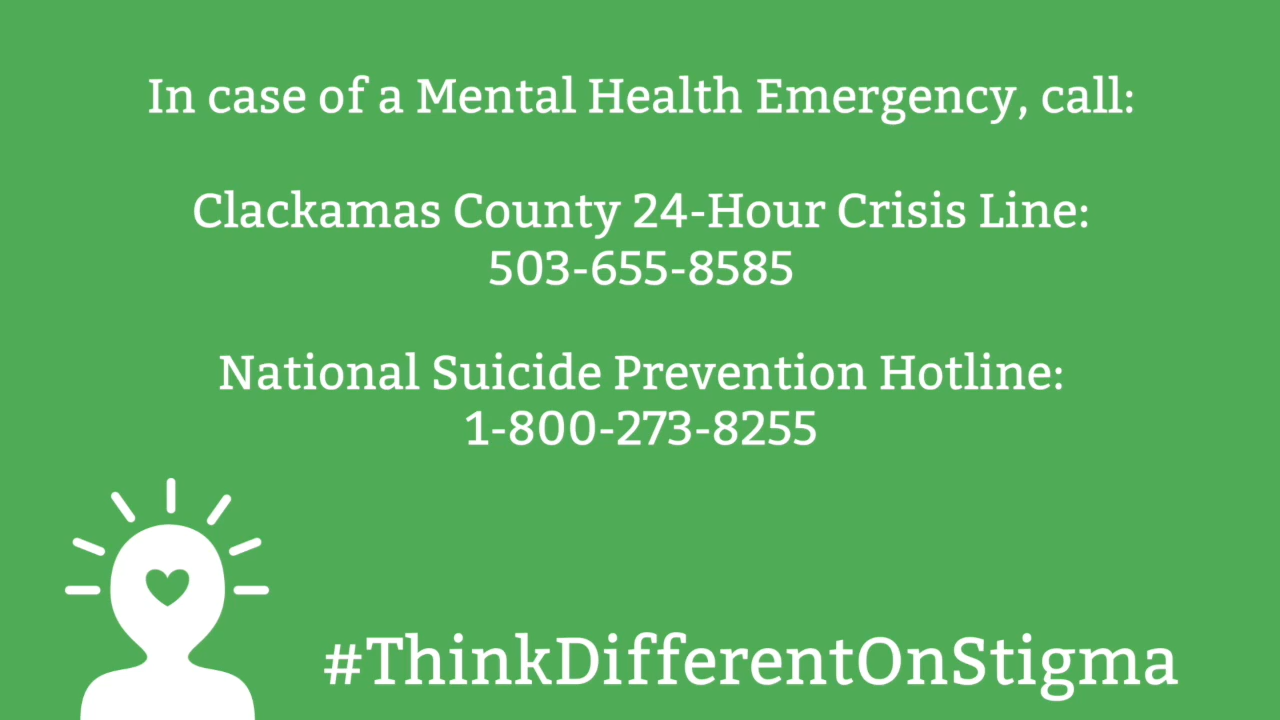 In case of a Mental Health Emergency, call:
Clackamas County 24-Hour Crisis Line:
503-655-8585
National Suicide Prevention Hotline:
1-800-273-8255
#ThinkDifferentOnStigma